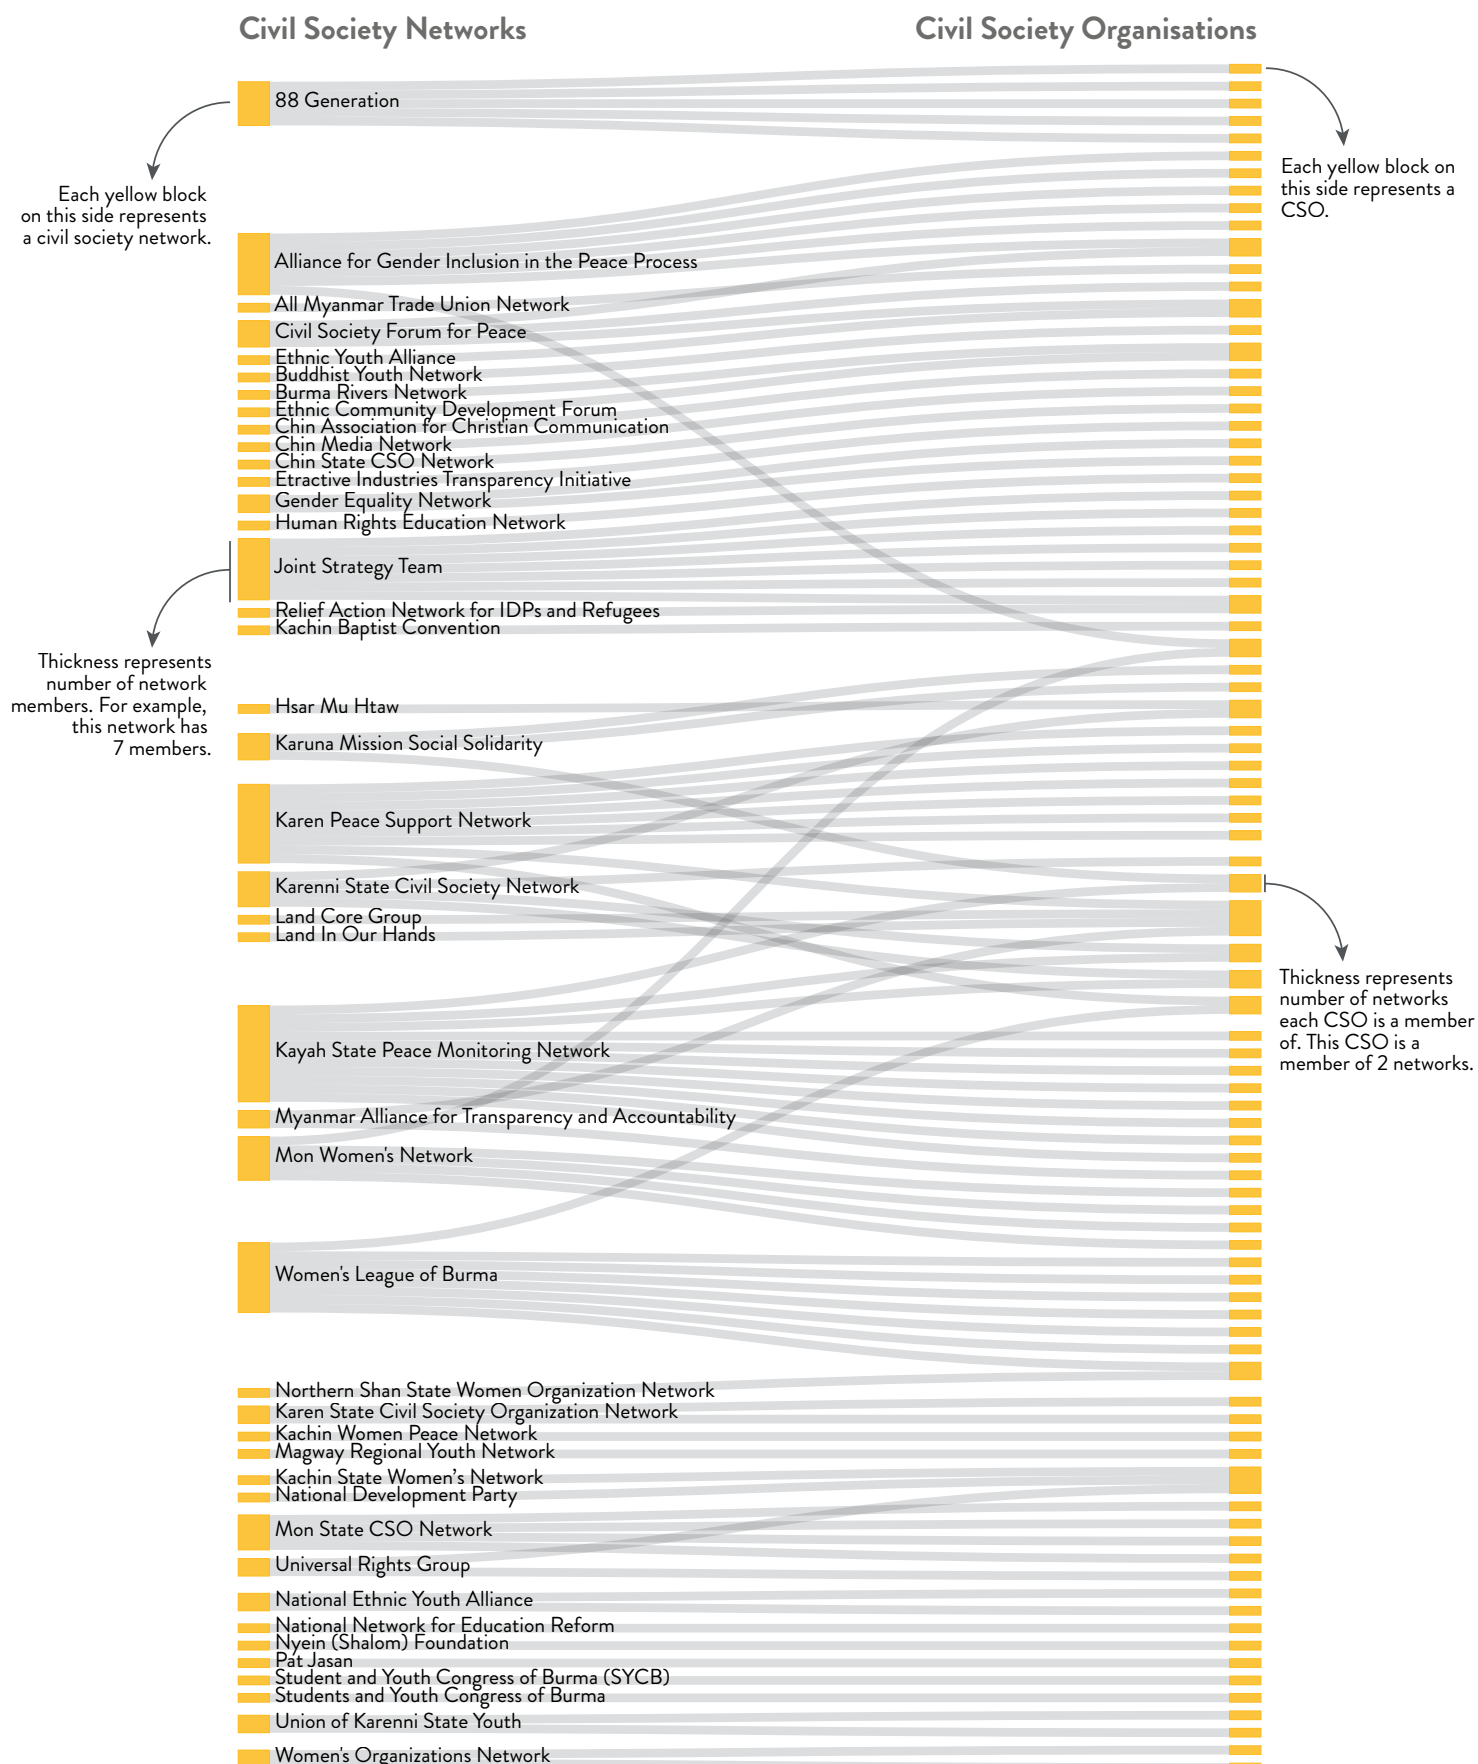 Civil Society Networks
Civil Society Organisations
88 Generation
Each yellow block
on this side represents
a civil society network.
Each yellow block on
this side represents a
CSO.
Alliance for Gender Inclusion in the Peace Process
All Myanmar Trade Union Network
Civil Society Forum for Peace
Ethnic Youth Alliance
Buddhist Youth Network
Burma Rivers Network
Ethnic Community Development Forum
Chin Association for Christian Communication
Chin Media Network
Chin State CSO Network
Etractive Industries Transparency Initiative
Gender Equality Network
Human Rights Education Network
Joint Strategy Team
Relief Action Network for IDPs and Refugees
Kachin Baptist Convention
Thickness represents
number of network
members. For example,
this network has
7 members.
Hsar Mu Htaw
Karuna Mission Social Solidarity
Karen Peace Support Network
Karenni State Civil Society Network
Land Core Group
Land In Our Hands
Thickness represents
number of networks
each CSO is a member
of. This CSO is a
member of 2 networks.
Kayah State Peace Monitoring Network
Myanmar Alliance for Transparency and Accountability
Mon Women's Network
Women's League of Burma
Northern Shan State Women Organization Network
Karen State Civil Society Organization Network
Kachin Women Peace Network
Magway Regional Youth Network
Kachin State Women’s Network
National Development Party
Mon State CSO Network
Universal Rights Group
National Ethnic Youth Alliance
National Network for Education Reform
Nyein (Shalom) Foundation
Pat Jasan
Student and Youth Congress of Burma (SYCB)
Students and Youth Congress of Burma
Union of Karenni State Youth
Women's Organizations Network